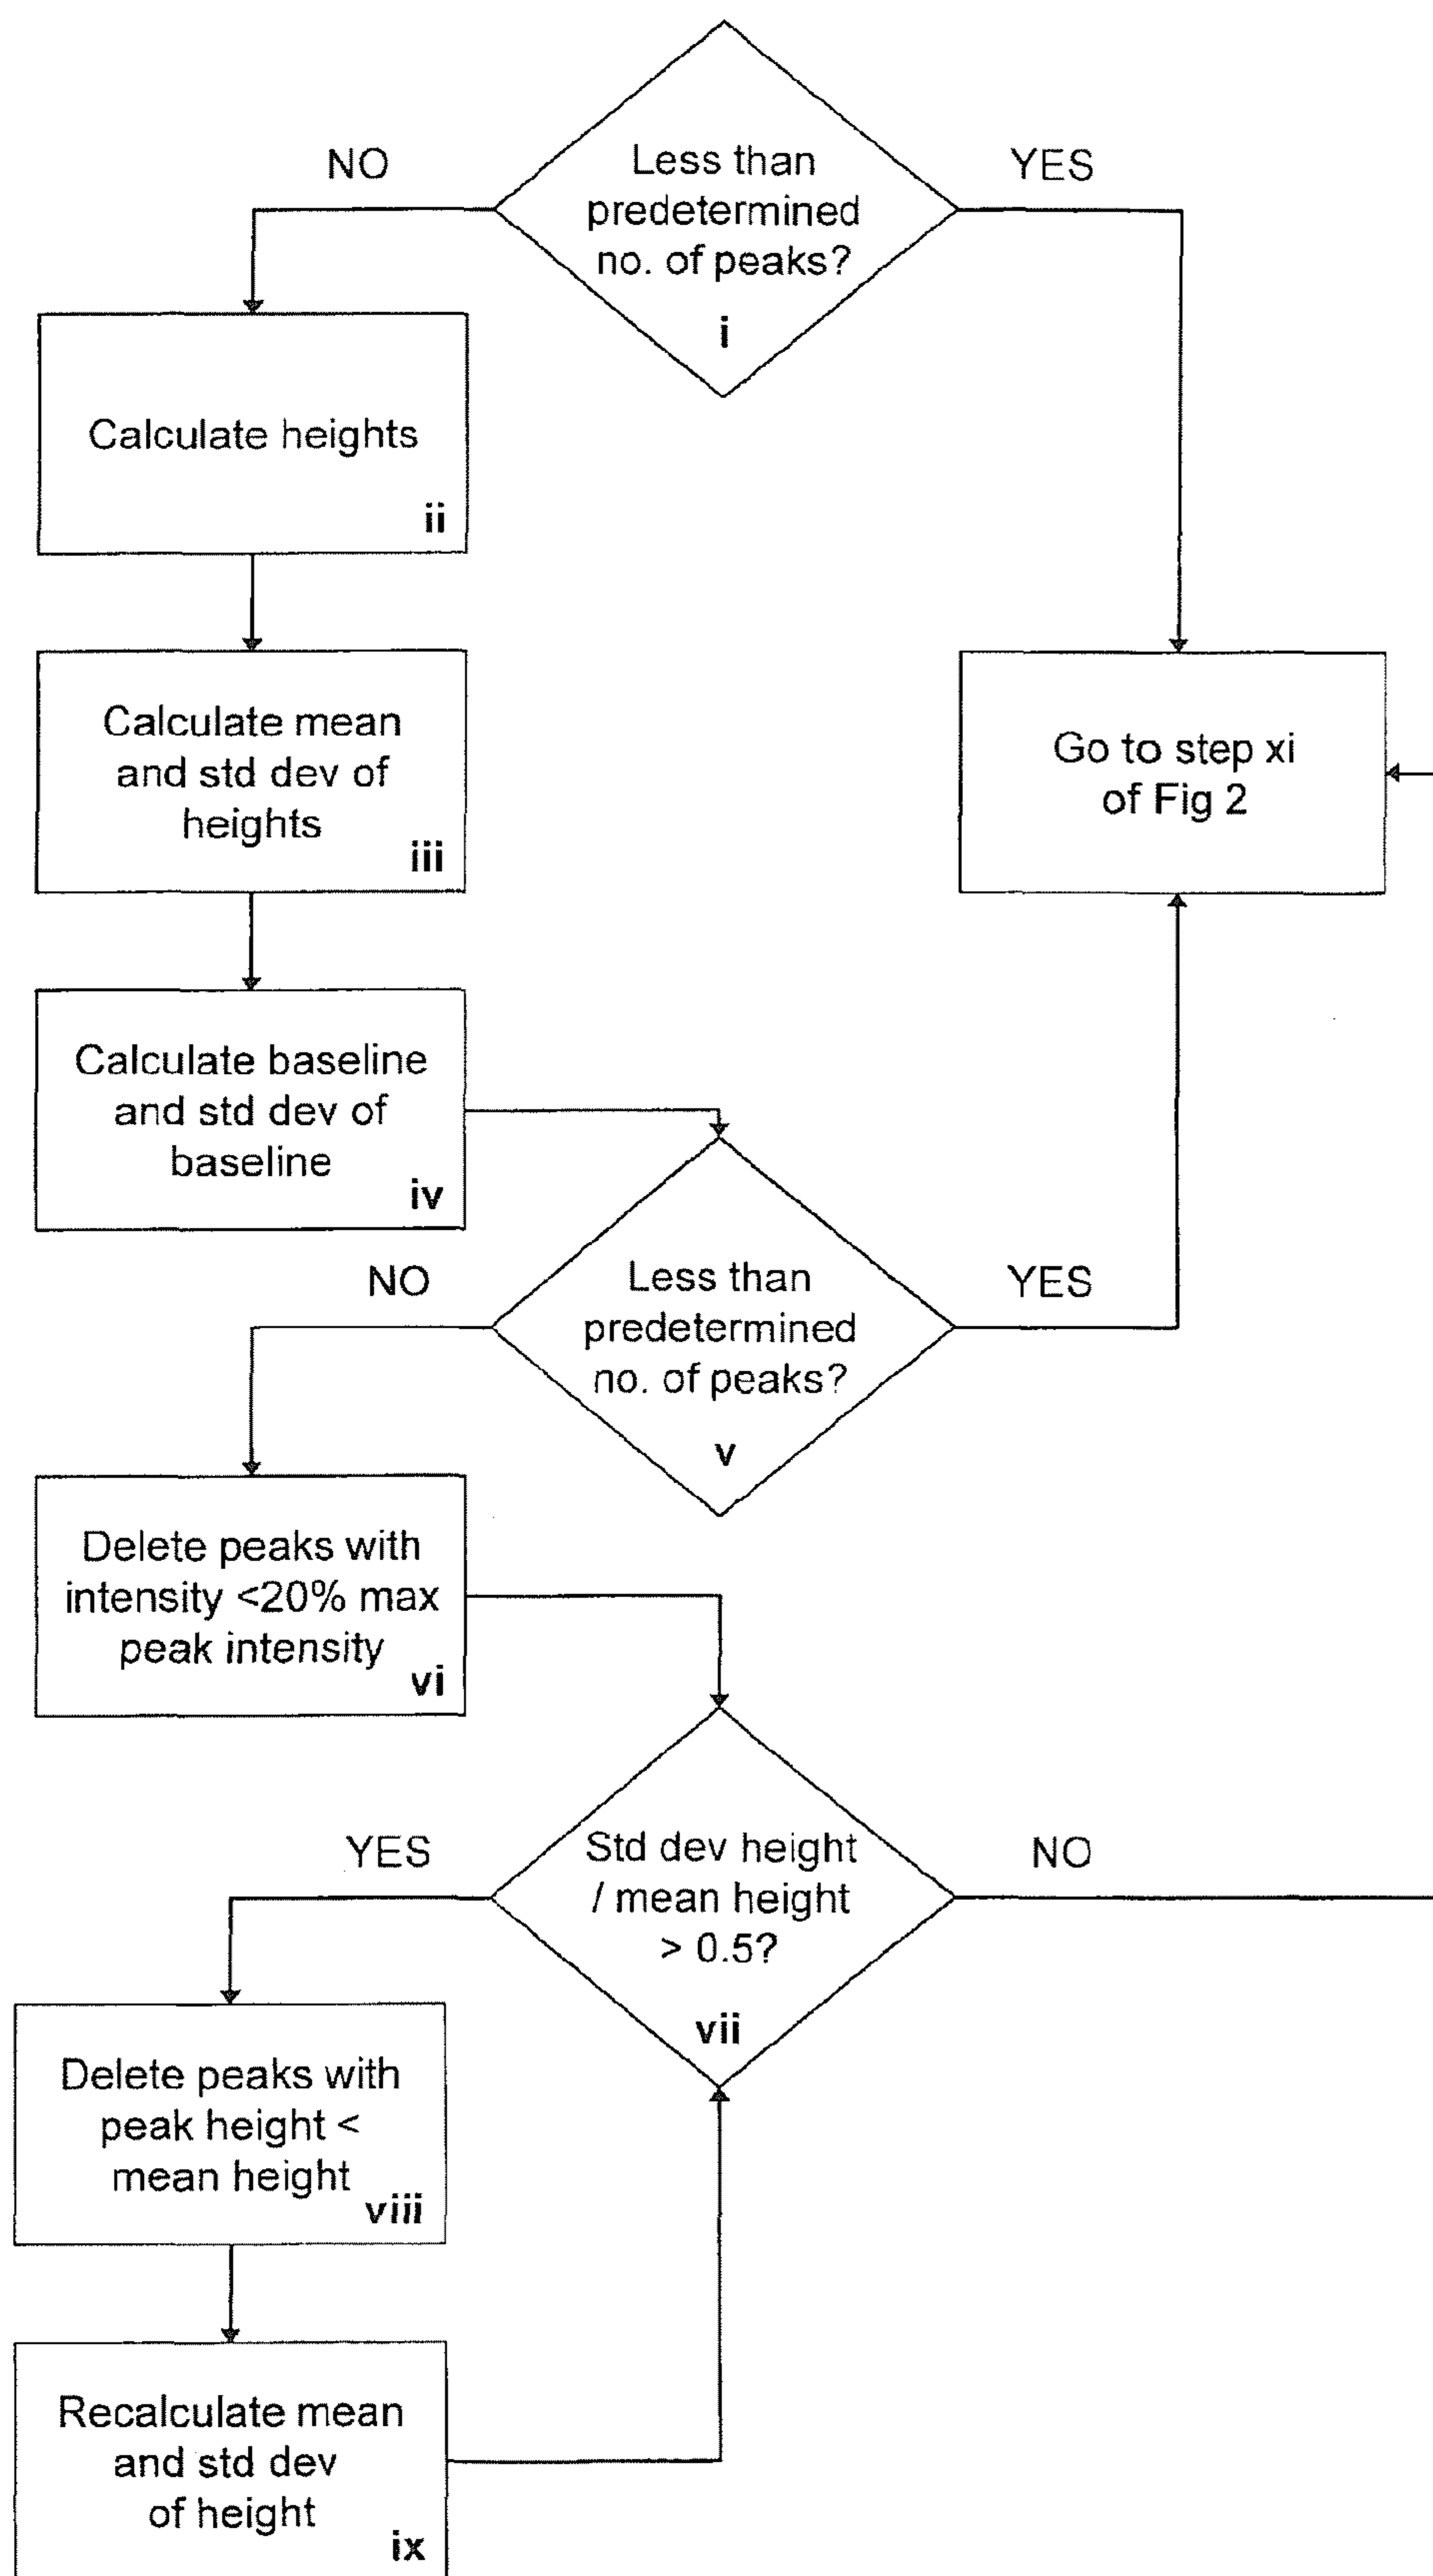 NO
YES
Less than
predetermined
no. of peaks?
i
Calculate heights
ii
Calculate mean
and std dev of
heights
iii
Go to step xi
of Fig 2
Calculate baseline
and std dev of
baseline
iv
NO
YES
Less than
predetermined
no. of peaks?
v
Delete peaks with
intensity <20% max
peak intensity
vi
YES
NO
Std dev height
/ mean height
> 0.5?
vii
Delete peaks with
peak height <
mean height
viii
Recalculate mean
and std dev
of height
ix